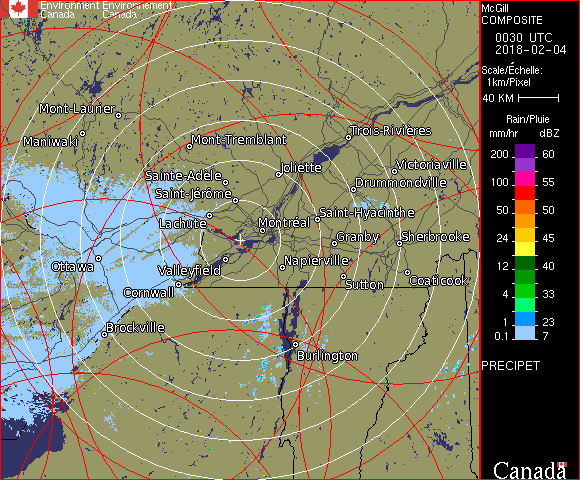 Environment Environnement
Canada Canada
McGill
COMPOSITE
0030 UTC
2018-02-04
Scale/Échelle:
1km/Pixel
40 KM
Rain/Pluie
mm/hr dBZ
200 60
100 55
50 50
24 45
12 40
4 33
1 23
0.1 7
PRECIPET
Canada
Mont-Laurier
Maniwaki
Mont-Tremblant
Trois-Rivières
Joliette
Victoriaville
Sainte-Adèle
Drummondville
Saint-Jérôme
Lachute
Montréal
Saint-Hyacinthe
Granby
Sherbrooke
Ottawa
Valleyfield
Napierville
Cornwall
Sutton
Coaticook
Brockville
Burlington